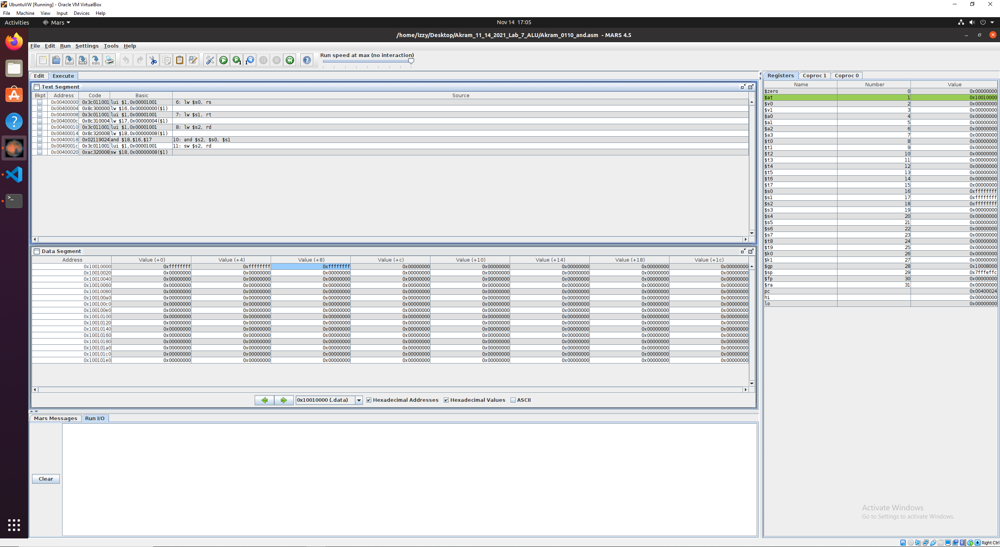 UbuntuVW [Running] - Oracle VM VirtualBox
File Machine View Input Devices Help
Activities Mars Nov 14 17:05
/home/izzy/Desktop/Akram_11_14_2021_Lab_7_ALU/Akram_0110_and.asm - MARS 4.5
File Edit Run Settings Tools Help
Run speed at max (no interaction)
Edit Execute
Text Segment
Bkpt Address Code Basic Source
0x00400000 0x3c011001 lui $1,0x00001001 6: lw $s0, rs
0x00400004 0x8c300000 lw $16,0x00000000($1)
0x00400008 0x3c011001 lui $1,0x00001001 7: lw $s1, rt
0x0040000c 0x8c310004 lw $17,0x00000004($1)
0x00400010 0x3c011001 lui $1,0x00001001 8: lw $s2, rd
0x00400014 0x8c320008 lw $18,0x00000008($1)
0x00400018 0x02119024 and $18,$16,$17 10: and $s2, $s0, $s1
0x0040001c 0x3c011001 lui $1,0x00001001 11: sw $s2, rd
0x00400020 0xac320008 sw $18,0x00000008($1)
Data Segment
Address Value (+0) Value (+4) Value (+8) Value (+c) Value (+10) Value (+14) Value (+18) Value (+1c)
0x10010000 0xffffffff 0xffffffff 0xffffffff 0x00000000 0x00000000 0x00000000 0x00000000 0x00000000
0x10010020 0x00000000 0x00000000 0x00000000 0x00000000 0x00000000 0x00000000 0x00000000 0x00000000
0x10010040 0x00000000 0x00000000 0x00000000 0x00000000 0x00000000 0x00000000 0x00000000 0x00000000
0x10010060 0x00000000 0x00000000 0x00000000 0x00000000 0x00000000 0x00000000 0x00000000 0x00000000
0x10010080 0x00000000 0x00000000 0x00000000 0x00000000 0x00000000 0x00000000 0x00000000 0x00000000
0x100100a0 0x00000000 0x00000000 0x00000000 0x00000000 0x00000000 0x00000000 0x00000000 0x00000000
0x100100c0 0x00000000 0x00000000 0x00000000 0x00000000 0x00000000 0x00000000 0x00000000 0x00000000
0x100100e0 0x00000000 0x00000000 0x00000000 0x00000000 0x00000000 0x00000000 0x00000000 0x00000000
0x10010100 0x00000000 0x00000000 0x00000000 0x00000000 0x00000000 0x00000000 0x00000000 0x00000000
0x10010120 0x00000000 0x00000000 0x00000000 0x00000000 0x00000000 0x00000000 0x00000000 0x00000000
0x10010140 0x00000000 0x00000000 0x00000000 0x00000000 0x00000000 0x00000000 0x00000000 0x00000000
0x10010160 0x00000000 0x00000000 0x00000000 0x00000000 0x00000000 0x00000000 0x00000000 0x00000000
0x10010180 0x00000000 0x00000000 0x00000000 0x00000000 0x00000000 0x00000000 0x00000000 0x00000000
0x100101a0 0x00000000 0x00000000 0x00000000 0x00000000 0x00000000 0x00000000 0x00000000 0x00000000
0x100101c0 0x00000000 0x00000000 0x00000000 0x00000000 0x00000000 0x00000000 0x00000000 0x00000000
0x100101e0 0x00000000 0x00000000 0x00000000 0x00000000 0x00000000 0x00000000 0x00000000 0x00000000
0x10010000 (.data) Hexadecimal Addresses Hexadecimal Values ASCII
Mars Messages Run I/O
Clear
Registers Coproc 1 Coproc 0
Name Number Value
$zero 0 0x00000000
$at 1 0x10010000
$v0 2 0x00000000
$v1 3 0x00000000
$a0 4 0x00000000
$a1 5 0x00000000
$a2 6 0x00000000
$a3 7 0x00000000
$t0 8 0x00000000
$t1 9 0x00000000
$t2 10 0x00000000
$t3 11 0x00000000
$t4 12 0x00000000
$t5 13 0x00000000
$t6 14 0x00000000
$t7 15 0x00000000
$s0 16 0xffffffff
$s1 17 0xffffffff
$s2 18 0xffffffff
$s3 19 0x00000000
$s4 20 0x00000000
$s5 21 0x00000000
$s6 22 0x00000000
$s7 23 0x00000000
$t8 24 0x00000000
$t9 25 0x00000000
$k0 26 0x00000000
$k1 27 0x00000000
$gp 28 0x10008000
$sp 29 0x7fffeffc
$fp 30 0x00000000
$ra 31 0x00000000
pc 0x00400024
hi 0x00000000
lo 0x00000000
Activate Windows
Go to Settings to activate Windows.
Right Ctrl